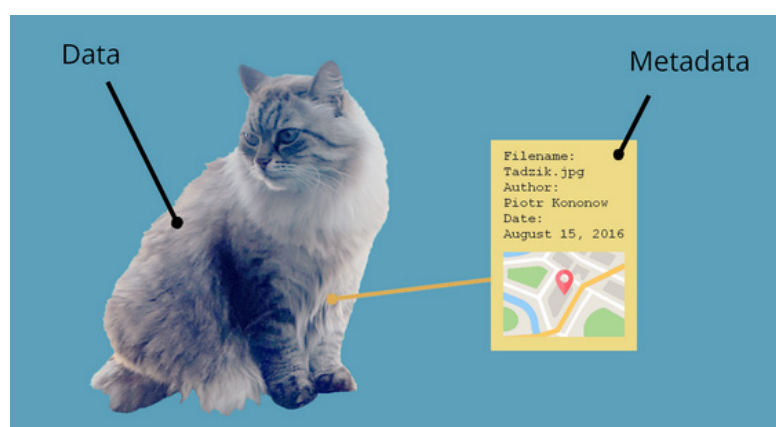 Data
Metadata
Filename:
Tadzik.jpg
Author:
Piotr Kononow
Date:
August 15, 2016